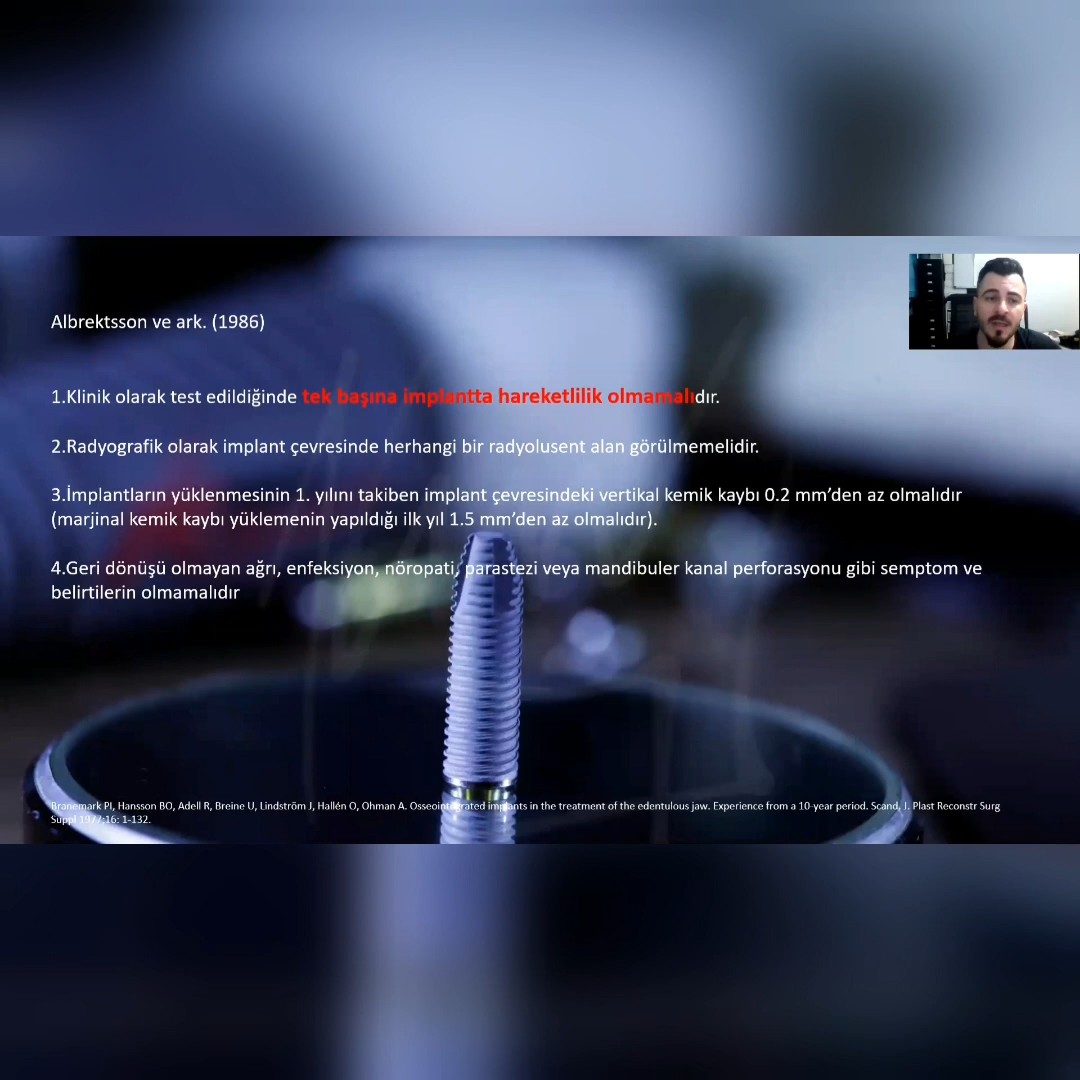 Albrektsson ve ark. (1986)
1.Klinik olarak test edildiğinde tek başına implantta hareketlilik olmamalıdır.
2.Radyografik olarak implant çevresinde herhangi bir radyolusent alan görülmemelidir.
3.İmplantların yüklenmesinin 1. yılını takiben implant çevresindeki vertikal kemik kaybı 0.2 mm’den az olmalıdır
(marjinal kemik kaybı yüklemenin yapıldığı ilk yıl 1.5 mm’den az olmalıdır).
4.Geri dönüşü olmayan ağrı, enfeksiyon, nöropati, parastezi veya mandibuler kanal perforasyonu gibi semptom ve
belirtilerin olmamalıdır
Branemark PI, Hansson BO, Adell R, Breine U, Lindström J, Hallén O, Ohman A. Osseointegrated implants in the treatment of the edentulous jaw. Experience from a 10-year period. Scand. J. Plast Reconstr Surg
Suppl 1977;16: 1-132.